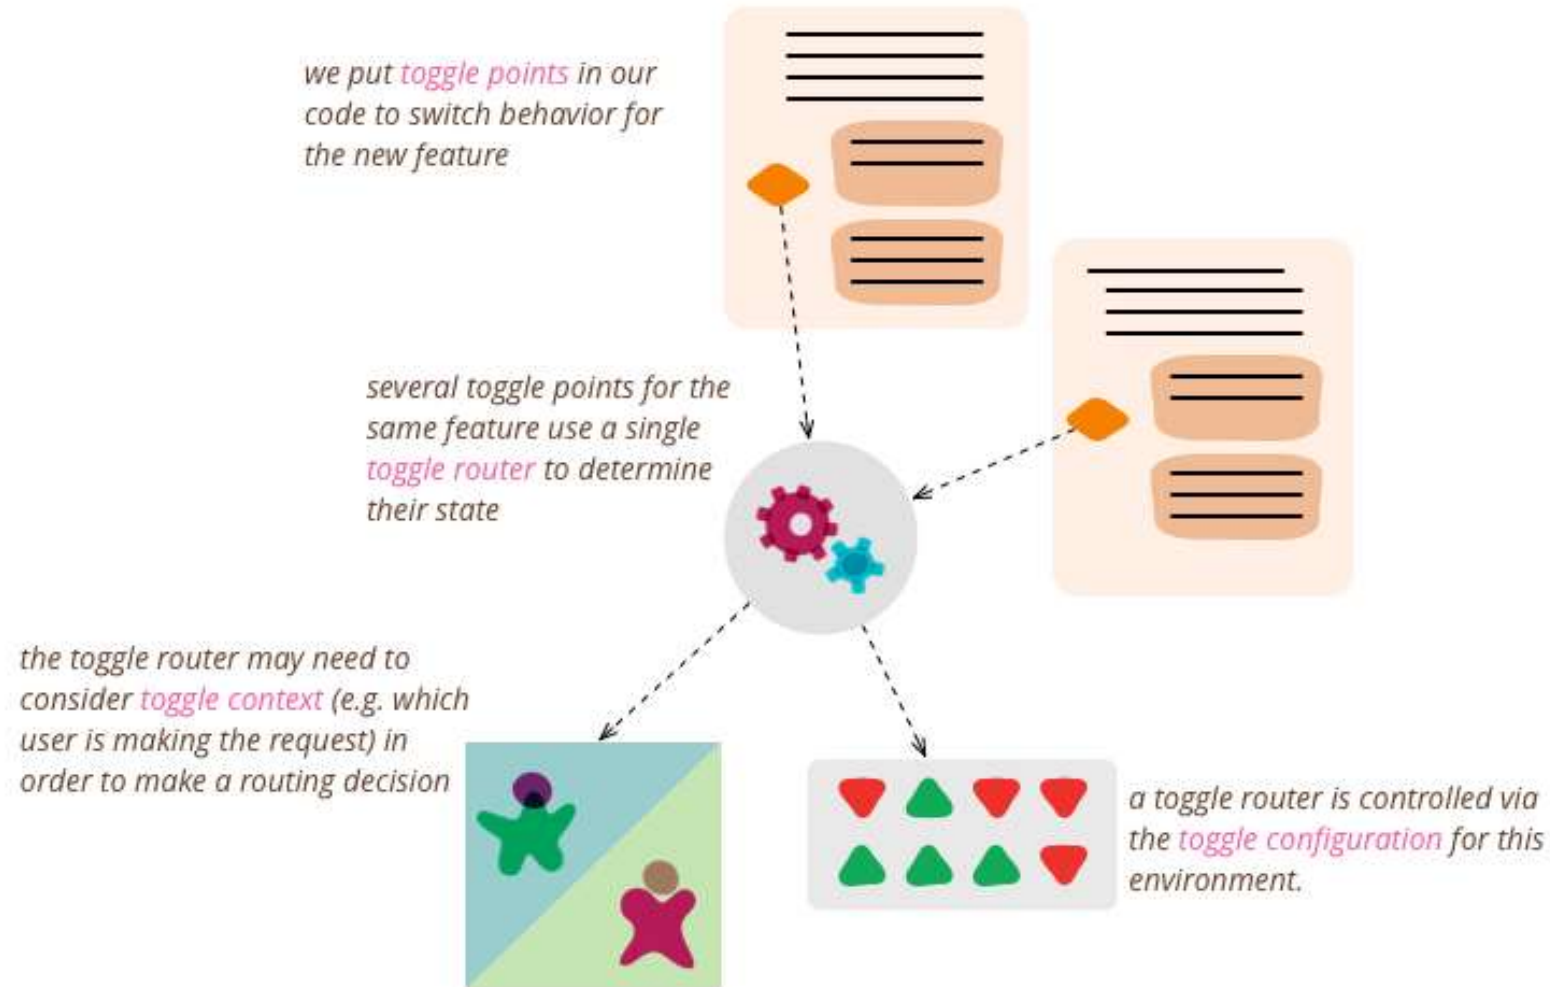 we put toggle points in our
code to switch behavior for
the new feature
several toggle points for the
same feature use a single
toggle router to determine
their state
the toggle router may need to
consider toggle context (e.g. which
user is making the request) in
order to make a routing decision
a toggle router is controlled via
the toggle configuration for this
environment.